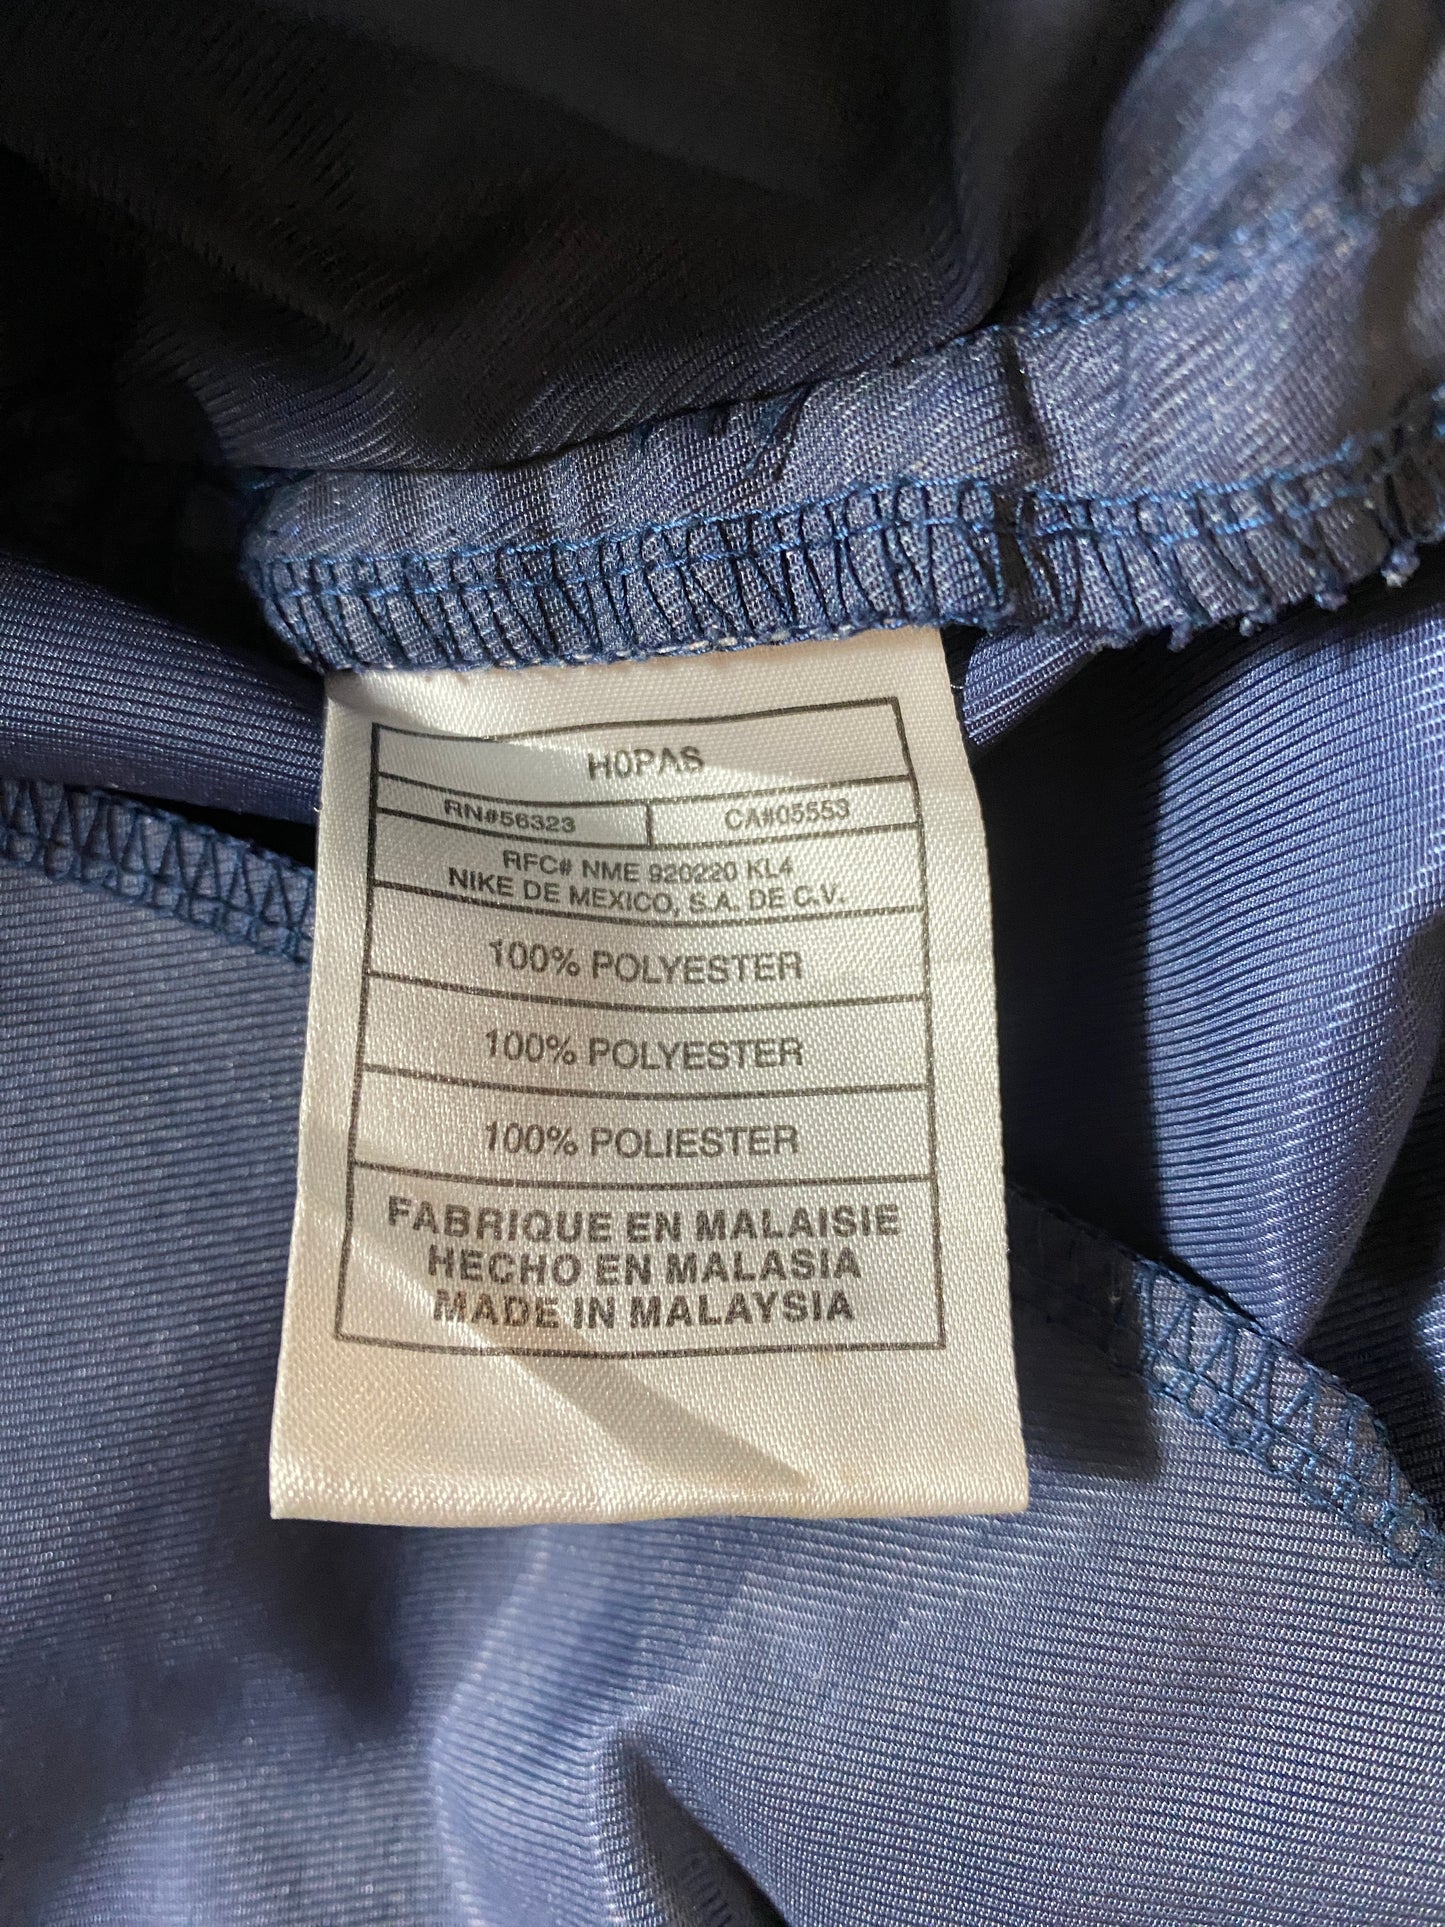 H0PAS
RN#56323
CA#05553
RFC# NME 920220 KL4
NIKE DE MEXICO, S.A. DE C.V.
100% POLYESTER
100% POLYESTER
100% POLIESTER
FABRIQUE EN MALAISIE
HECHO EN MALASIA
MADE IN MALAYSIA